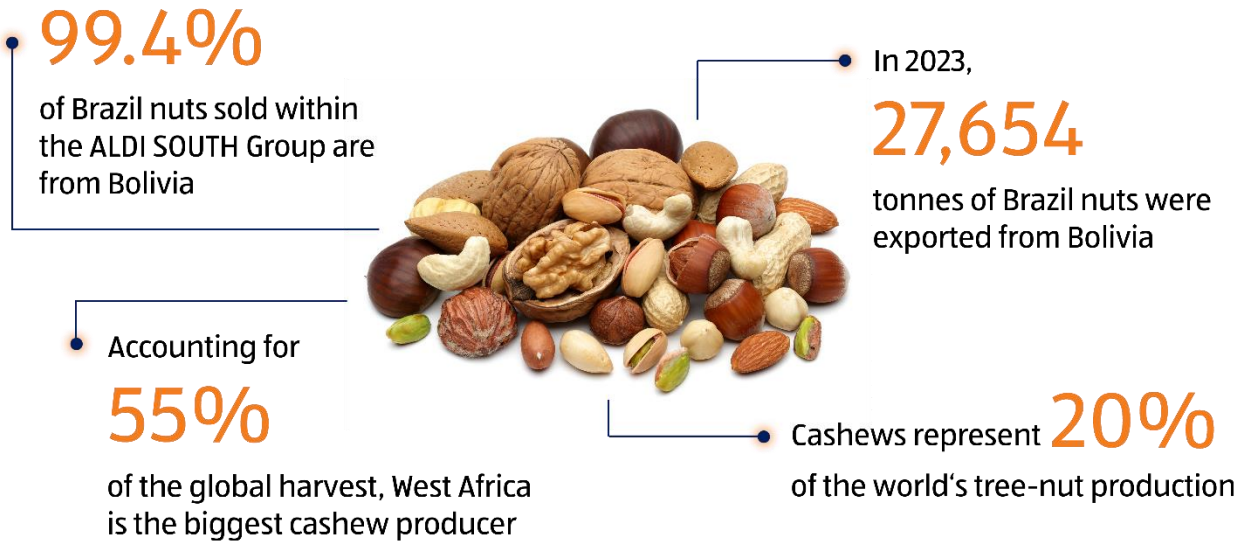 99.4%
of Brazil nuts sold within
the ALDI SOUTH Group are
from Bolivia
In 2023,
27,654
tonnes of Brazil nuts were
exported from Bolivia
Accounting for
55%
of the global harvest, West Africa
is the biggest cashew producer
Cashews represent 20%
of the world‘s tree-nut production